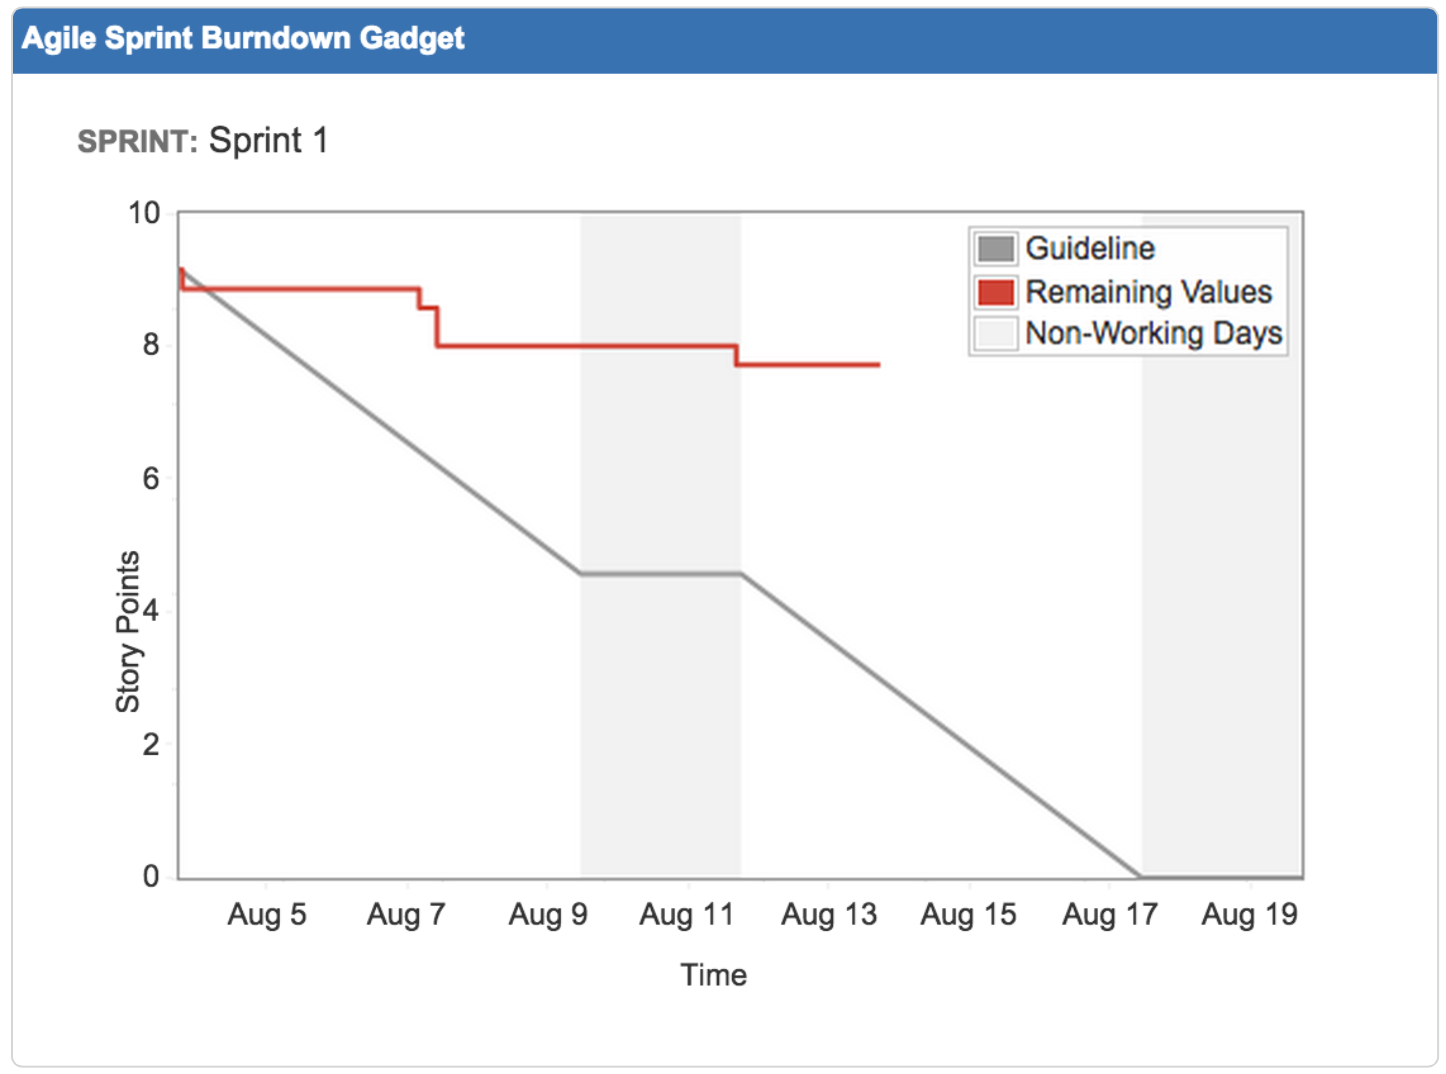 Agile Sprint Burndown Gadget
SPRINT: Sprint 1
10
8
6
4
2
0
Story Points
Guideline
Remaining Values
Non-Working Days
Aug 5 Aug 7 Aug 9 Aug 11 Aug 13 Aug 15 Aug 17 Aug 19
Time